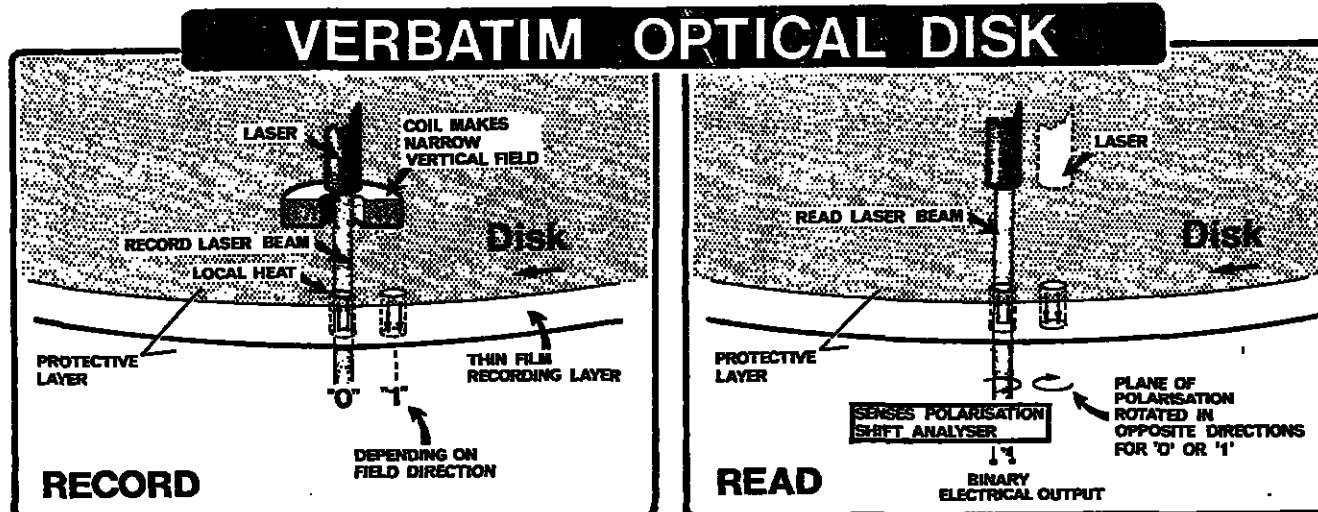 VERBATIM OPTICAL DISK
LASER
COIL MAKES
NARROW
VERTICAL FIELD
RECORD LASER BEAM
LOCAL HEAT
Disk
PROTECTIVE
LAYER
THIN FILM
RECORDING LAYER
"0" "1"
DEPENDING ON
FIELD DIRECTION
RECORD
LASER
READ LASER BEAM
Disk
PROTECTIVE
LAYER
PLANE OF
POLARISATION
ROTATED IN
OPPOSITE DIRECTIONS
FOR '0' OR '1'
SENSES POLARISATION
SHIFT ANALYSER
BINARY
ELECTRICAL OUTPUT
READ